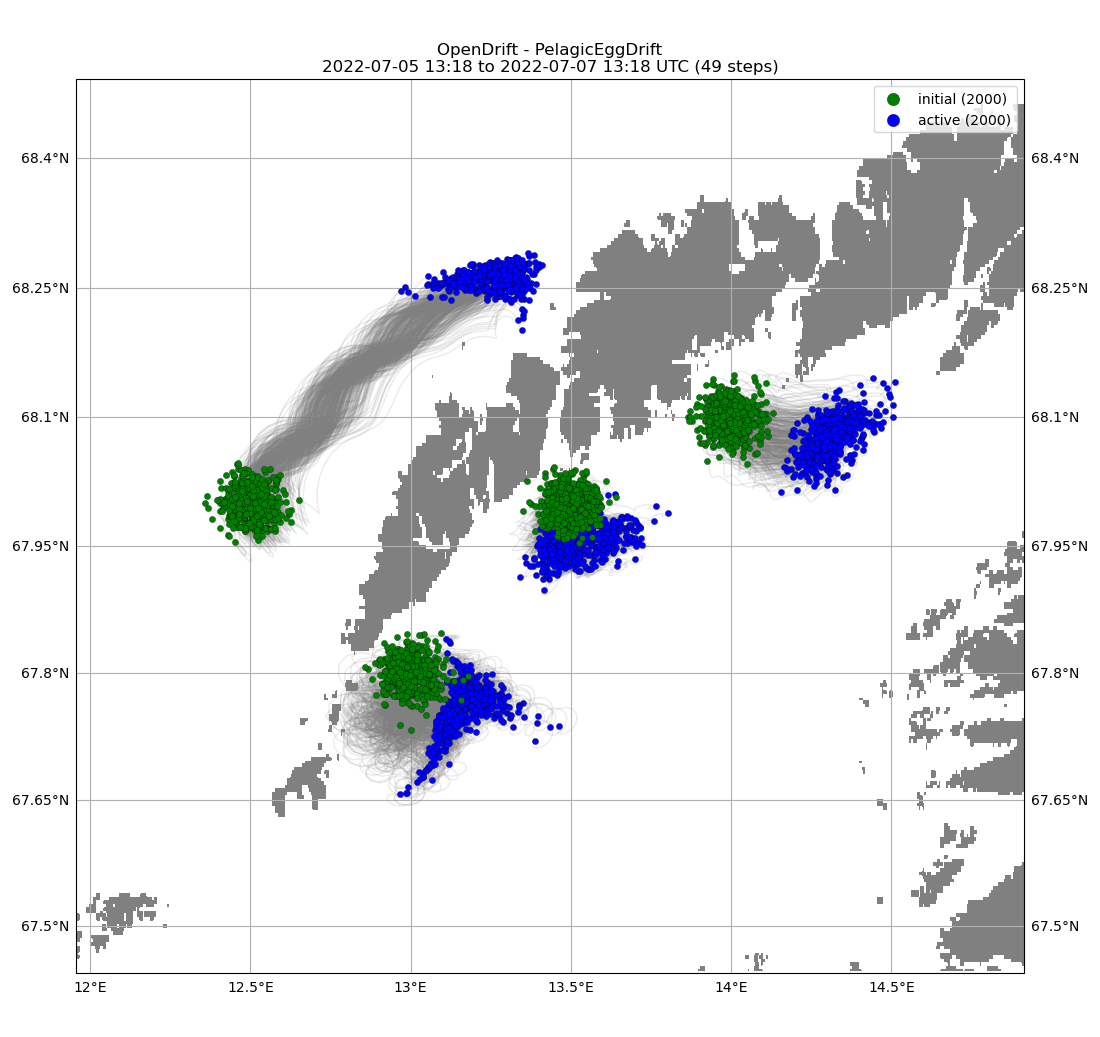 OpenDrift - PelagicEggDrift
2022-07-05 13:18 to 2022-07-07 13:18 UTC (49 steps)
initial (2000)
active (2000)
68.4°N
68.4°N
68.25°N
68.25°N
68.1°N
68.1°N
67.95°N
67.95°N
67.8°N
67.8°N
67.65°N
67.65°N
67.5°N
67.5°N
12°E
12.5°E
13°E
13.5°E
14°E
14.5°E